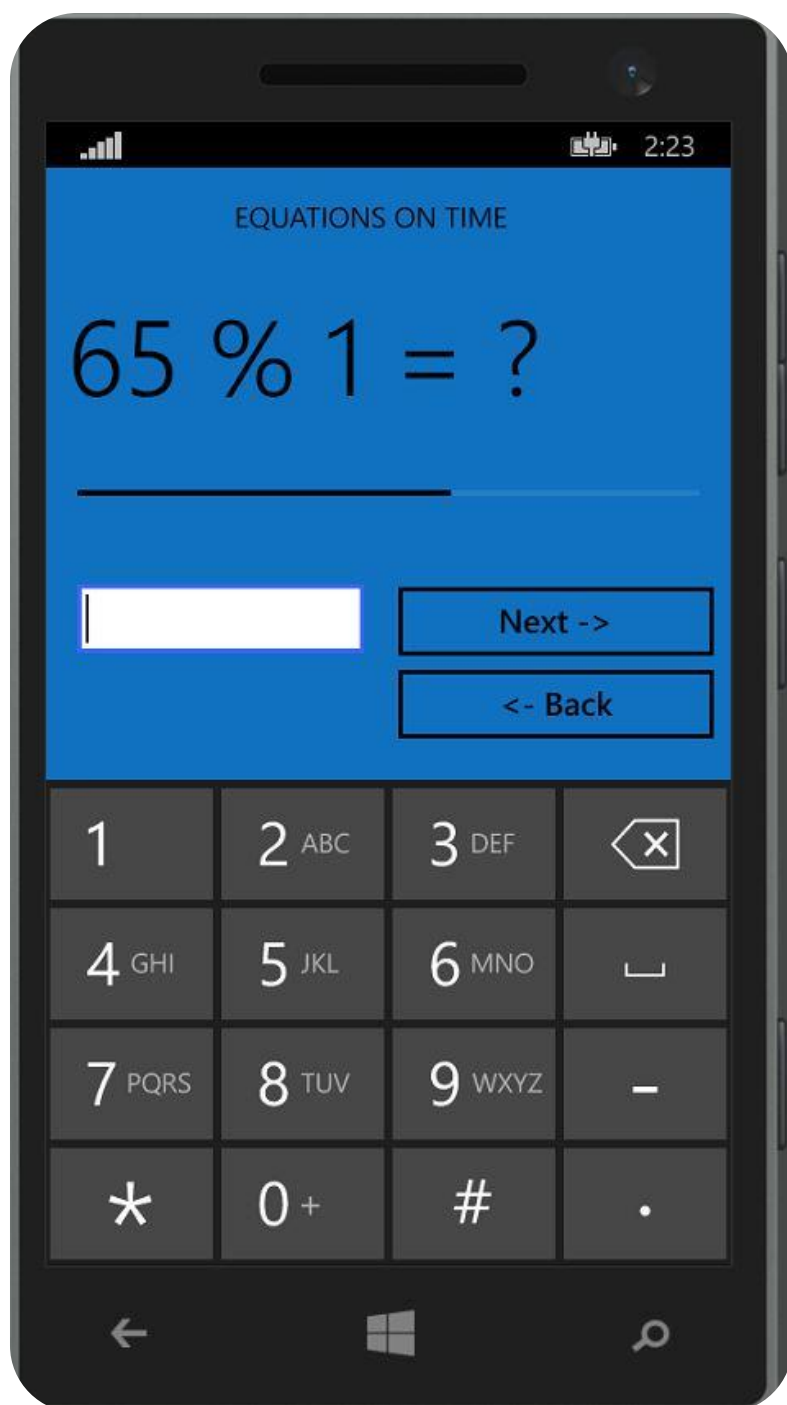 2:23
EQUATIONS ON TIME
65 % 1 = ?
Next ->
<- Back
1
2 ABC
3 DEF
4 GHI
5 JKL
6 MNO
7 PQRS
8 TUV
9 WXYZ
-
*
0 +
#
.